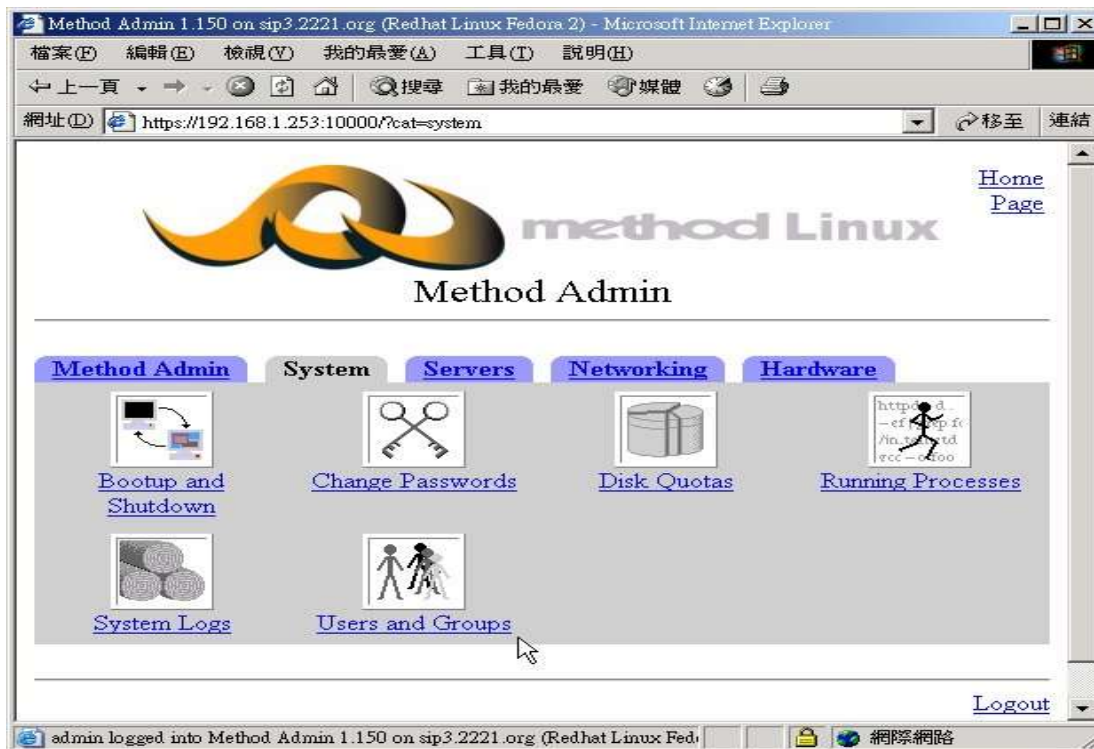 Method Admin 1.150 on sip3.2221.org (Redhat Linux Fedora 2) - Microsoft Internet Explorer
檔案(F) 編輯(E) 檢視(V) 我的最愛(A) 工具(T) 說明(H)
上一頁 搜尋 我的最愛 媒體
網址(D) https://192.168.1.253:10000/?cat=system 移至 連結
Home
Page
method Linux
Method Admin
Method Admin System Servers Networking Hardware
Bootup and
Shutdown
Change Passwords
Disk Quotas
Running Processes
System Logs
Users and Groups
Logout
admin logged into Method Admin 1.150 on sip3.2221.org (Redhat Linux Fed 網際網路